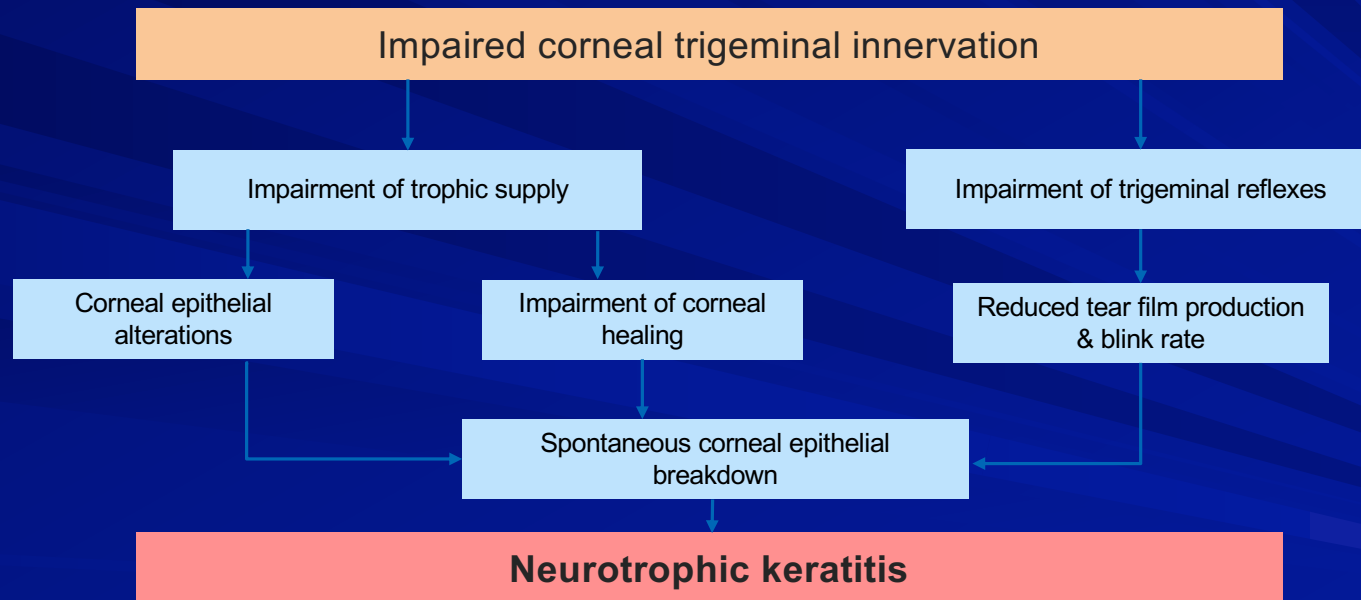 Impaired corneal trigeminal innervation
Impairment of trophic supply
Impairment of trigeminal reflexes
Corneal epithelial
alterations
Impairment of corneal
healing
Reduced tear film production
& blink rate
Spontaneous corneal epithelial
breakdown
Neurotrophic keratitis